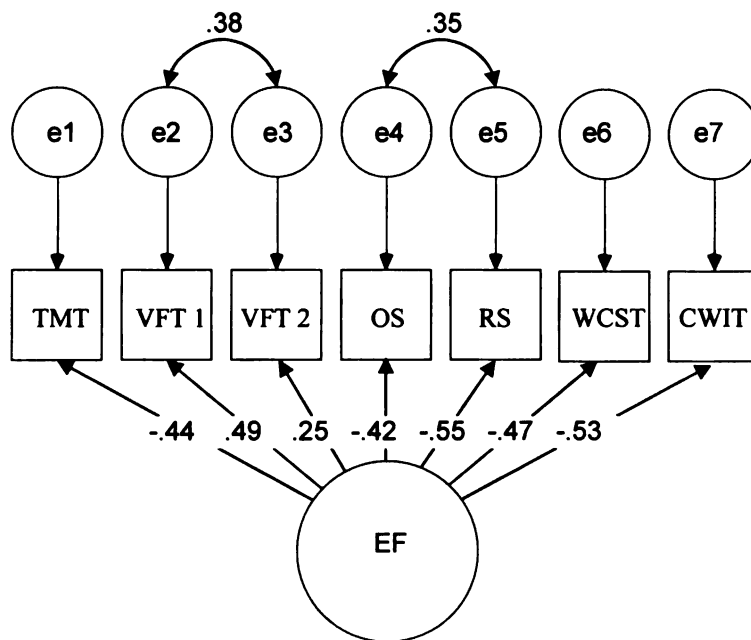 .38 .35
e1 e2 e3 e4 e5 e6 e7
TMT VFT 1 VFT 2 OS RS WCST CWIT
-.44 .49 .25 -.42 -.55 -.47 -.53
EF